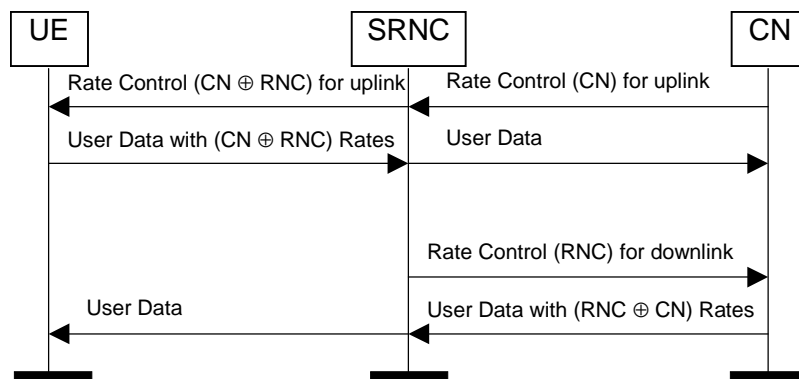 UE
SRNC
CN
Rate Control (CN ⊕ RNC) for uplink
Rate Control (CN) for uplink
User Data with (CN ⊕ RNC) Rates
User Data
Rate Control (RNC) for downlink
User Data
User Data with (RNC ⊕ CN) Rates